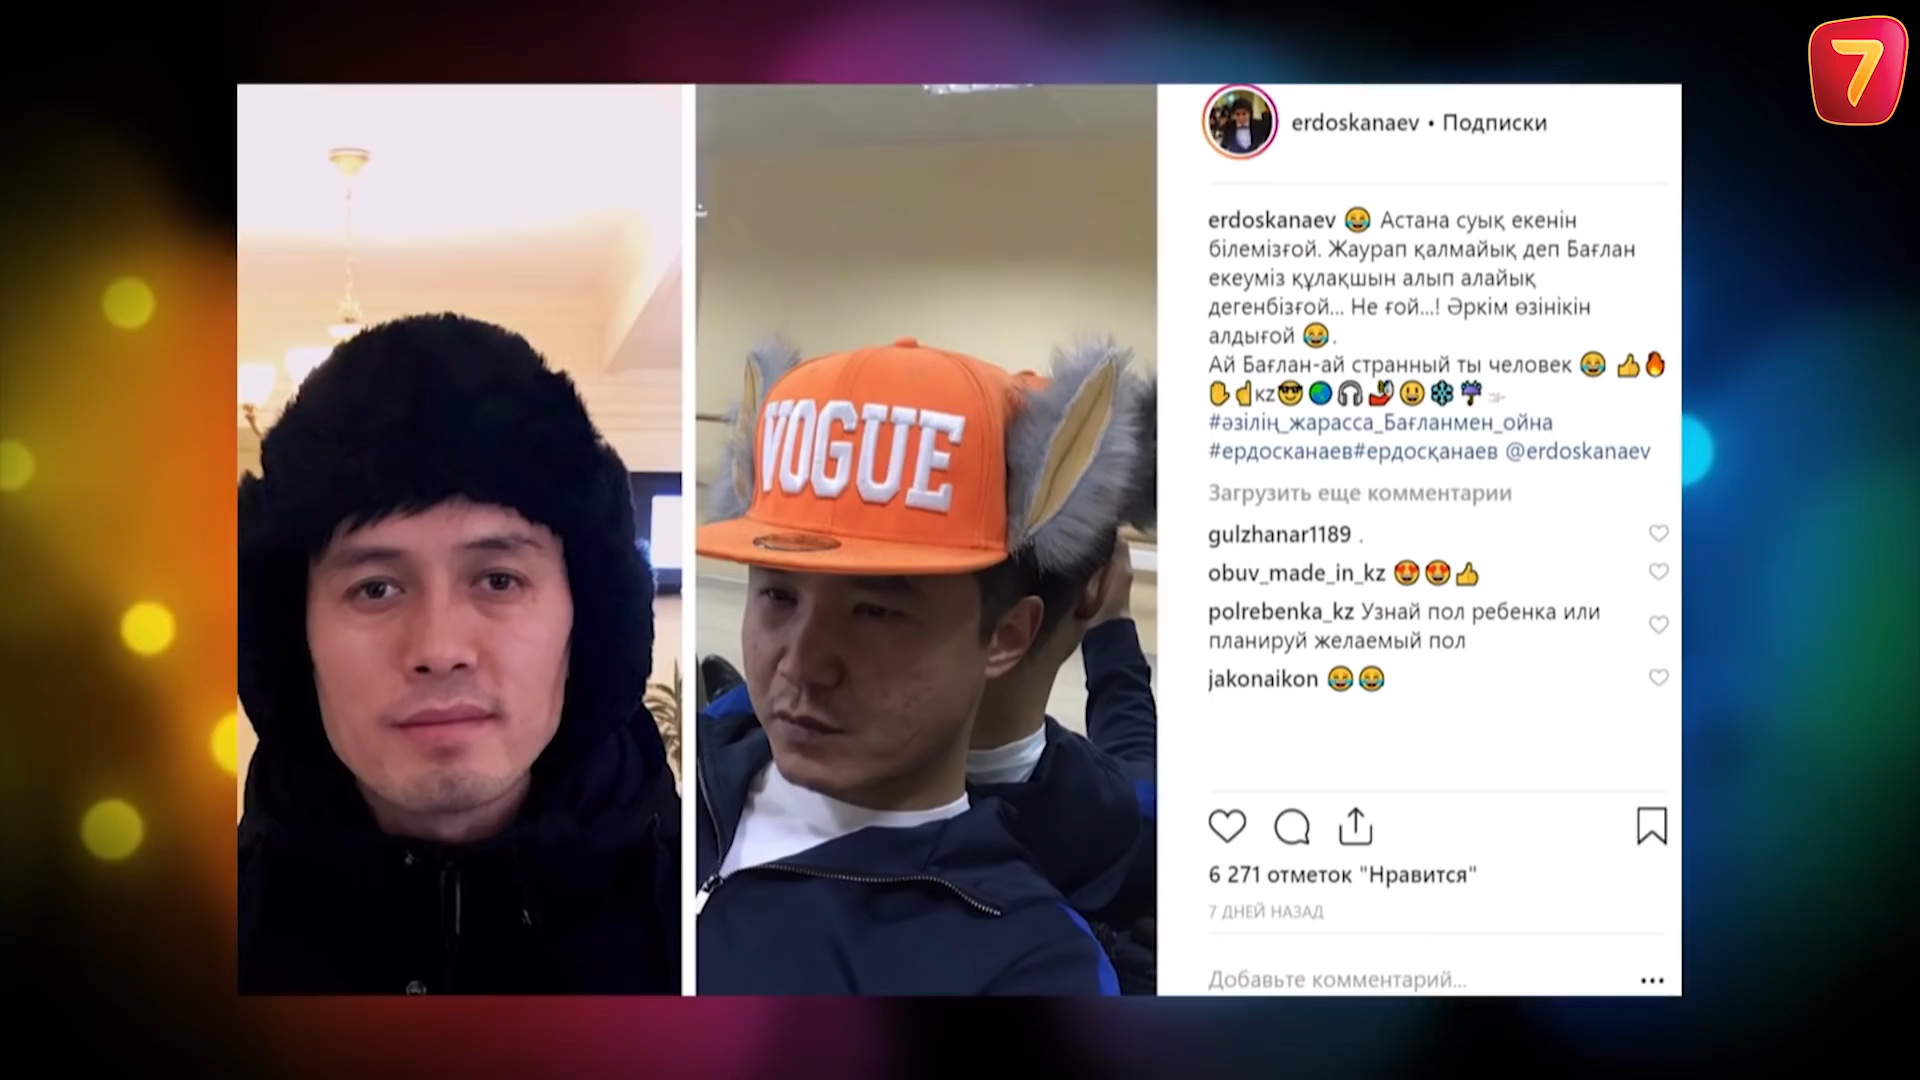 7
VOGUE
erdoskanaev • Подписки
erdoskanaev 😂 Астана суық екенін
білемізғой. Жаурап қалмайық деп Бағлан
екеуміз құлақшын алып алайық
дегенбізғой... Не ғой...! Әркім өзінікін
алдығой 😂.
Ай Бағлан-ай странный ты человек 😂 👍🔥
✋☝️KZ😎🌏🎧💅😃❄️☔
#әзілің_жарасса_Бағланмен_ойна
#ердосканаев#ердосқанаев @erdoskanaev
Загрузить еще комментарии
gulzhanar1189 .
obuv_made_in_kz 😍😍👍
polrebenka_kz Узнай пол ребенка или
планируй желаемый пол
jakonaikon 😂😂
6 271 отметок "Нравится"
7 ДНЕЙ НАЗАД
Добавьте комментарий...